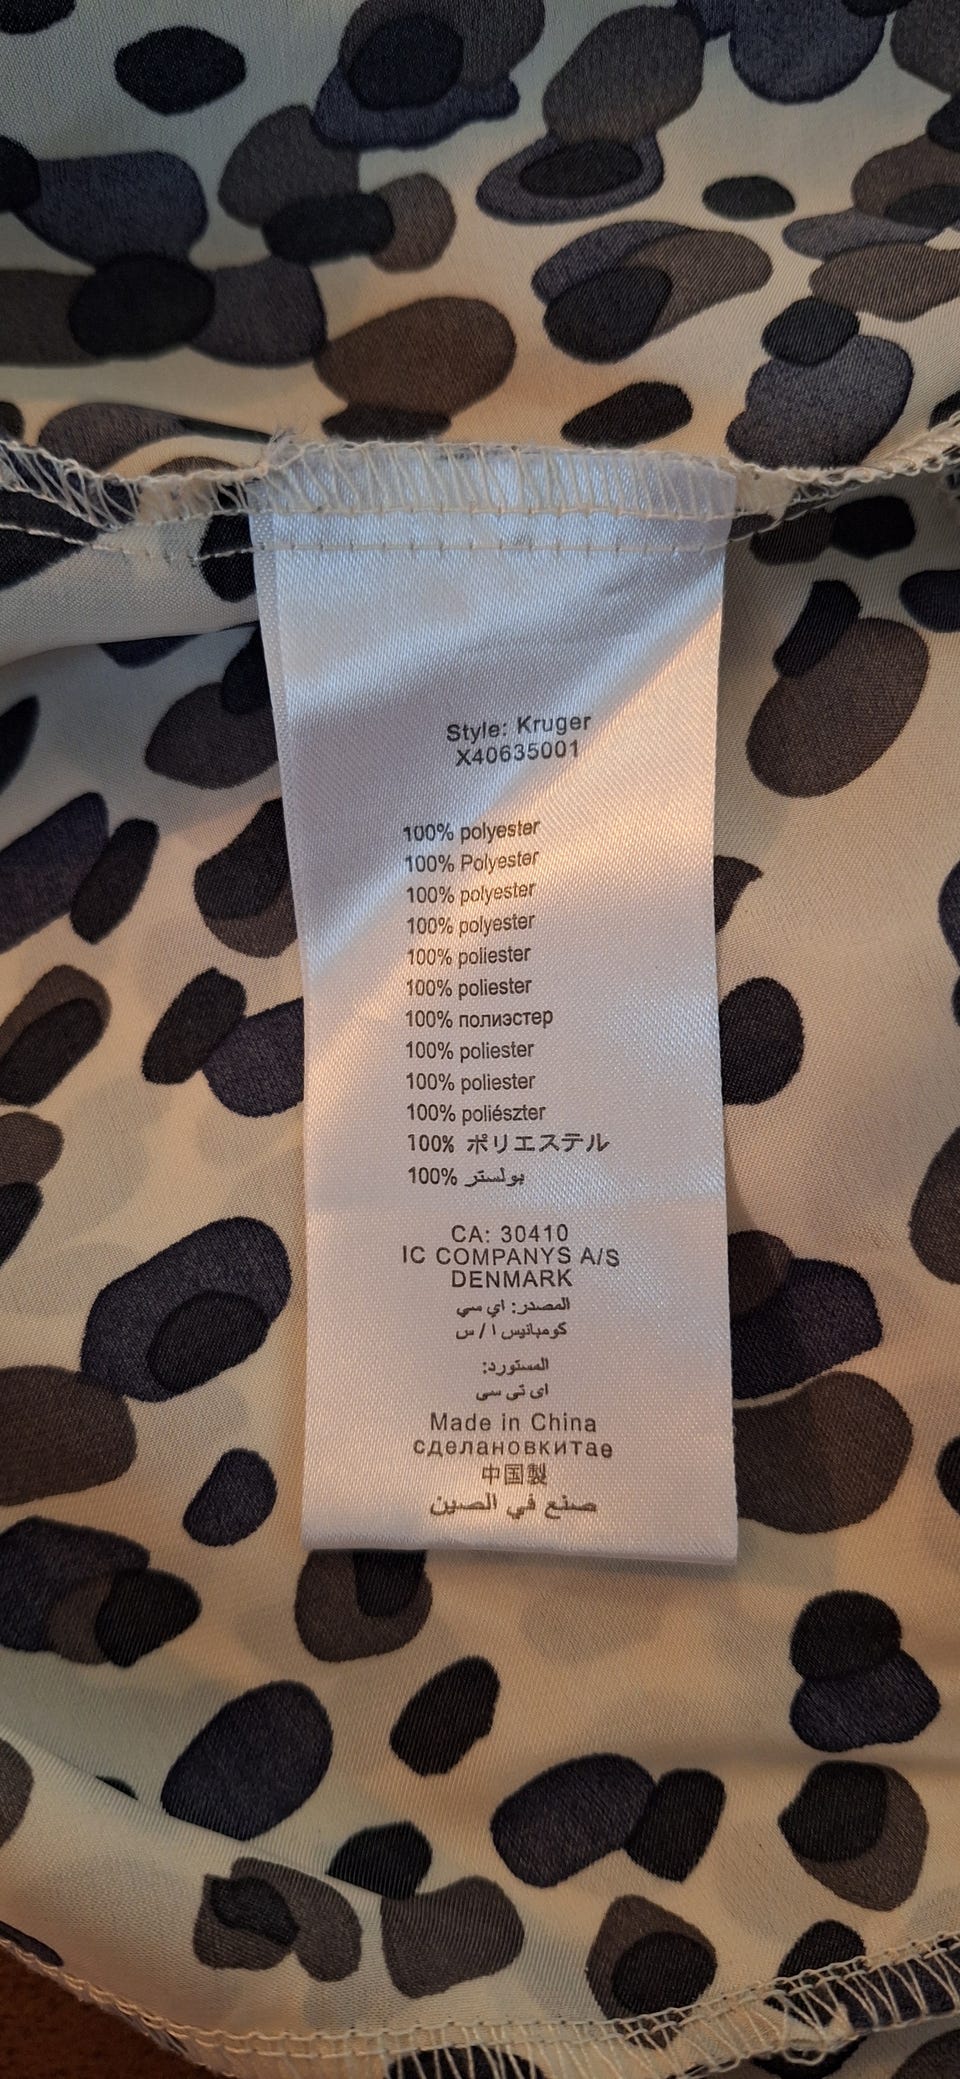 Style: Kruger
X40635001
100% polyester
100% Polyester
100% polyester
100% polyester
100% poliester
100% poliester
100% полиэстер
100% poliester
100% poliester
100% poliészter
100% ポリエステル
100% بولستر
CA: 30410
IC COMPANYS A/S
DENMARK
المصدر: اي سي
كومبانيس ا / س
المستورد:
اى تى سى
Made in China
сделановкитае
中国製
صنع في الصين